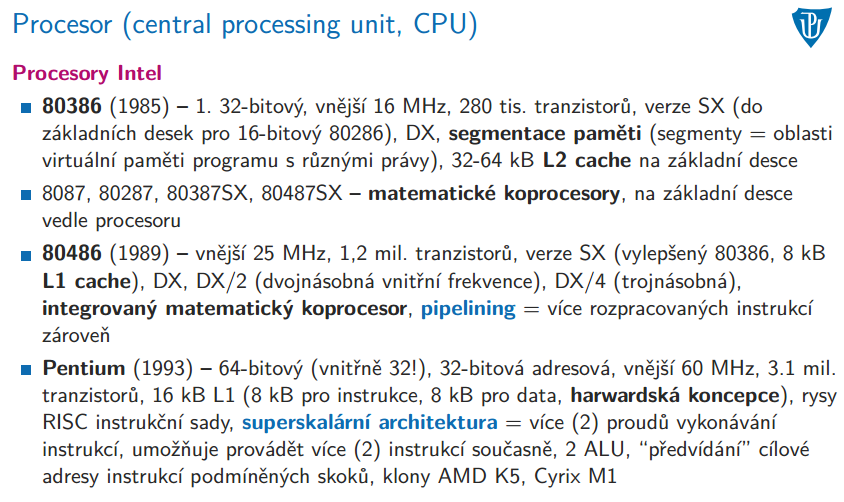 Procesor (central processing unit, CPU)
Procesory Intel
80386 (1985) – 1. 32-bitový, vnější 16 MHz, 280 tis. tranzistorů, verze SX (do
základních desek pro 16-bitový 80286), DX, segmentace paměti (segmenty = oblasti
virtuální paměti programu s různými právy), 32-64 kB L2 cache na základní desce
8087, 80287, 80387SX, 80487SX – matematické koprocesory, na základní desce
vedle procesoru
80486 (1989) – vnější 25 MHz, 1,2 mil. tranzistorů, verze SX (vylepšený 80386, 8 kB
L1 cache), DX, DX/2 (dvojnásobná vnitřní frekvence), DX/4 (trojnásobná),
integrovaný matematický koprocesor, pipelining = více rozpracovaných instrukcí
zároveň
Pentium (1993) – 64-bitový (vnitřně 32!), 32-bitová adresová, vnější 60 MHz, 3.1 mil.
tranzistorů, 16 kB L1 (8 kB pro instrukce, 8 kB pro data, harwardská koncepce), rysy
RISC instrukční sady, superskalární architektura = více (2) proudů vykonávání
instrukcí, umožňuje provádět více (2) instrukcí současně, 2 ALU, “předvídání” cílové
adresy instrukcí podmíněných skoků, klony AMD K5, Cyrix M1